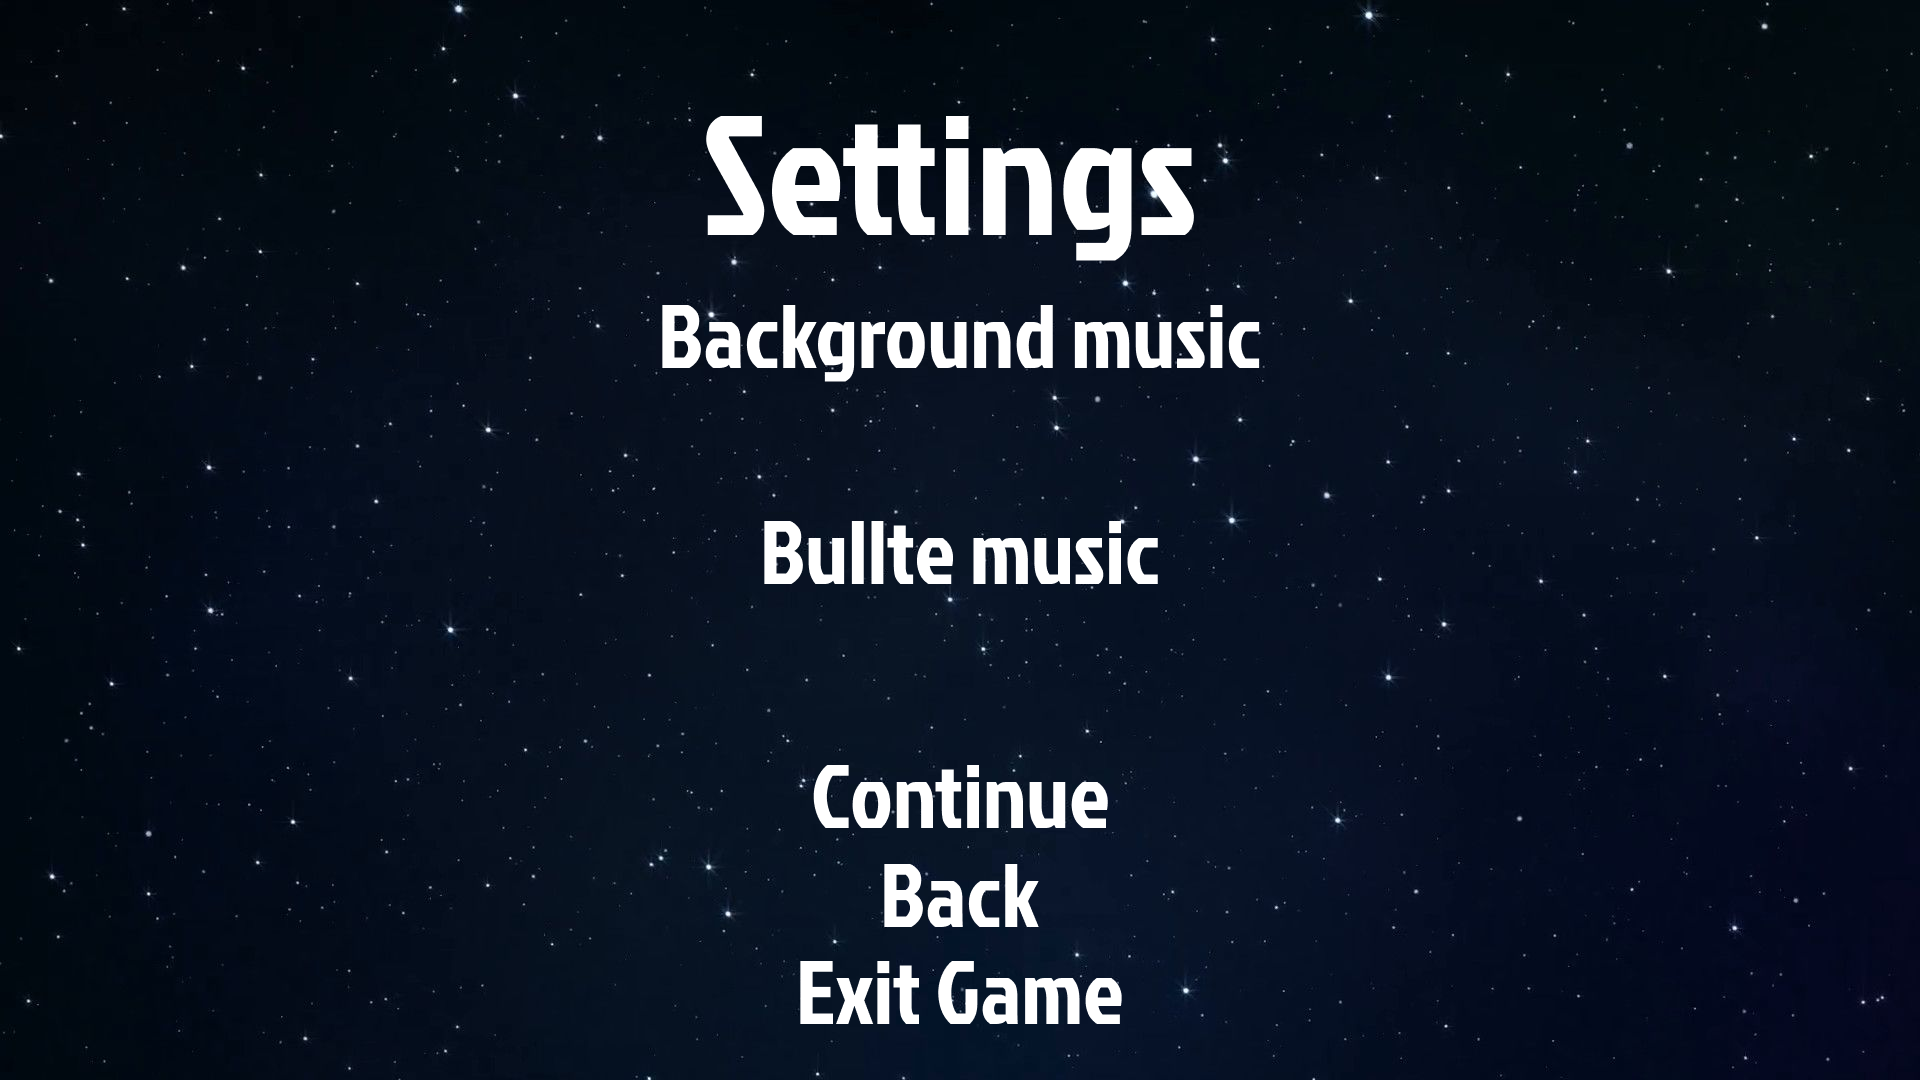 Settings
Background music
Bullte music
Continue
Back
Exit Game